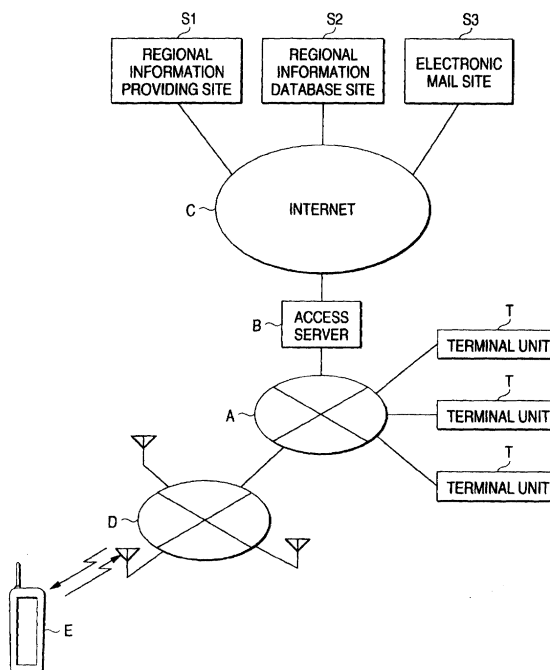 S1
S2
S3
REGIONAL
INFORMATION
PROVIDING SITE
REGIONAL
INFORMATION
DATABASE SITE
ELECTRONIC
MAIL SITE
C
INTERNET
B
ACCESS
SERVER
T
TERMINAL UNIT
A
T
TERMINAL UNIT
T
TERMINAL UNIT
D
E